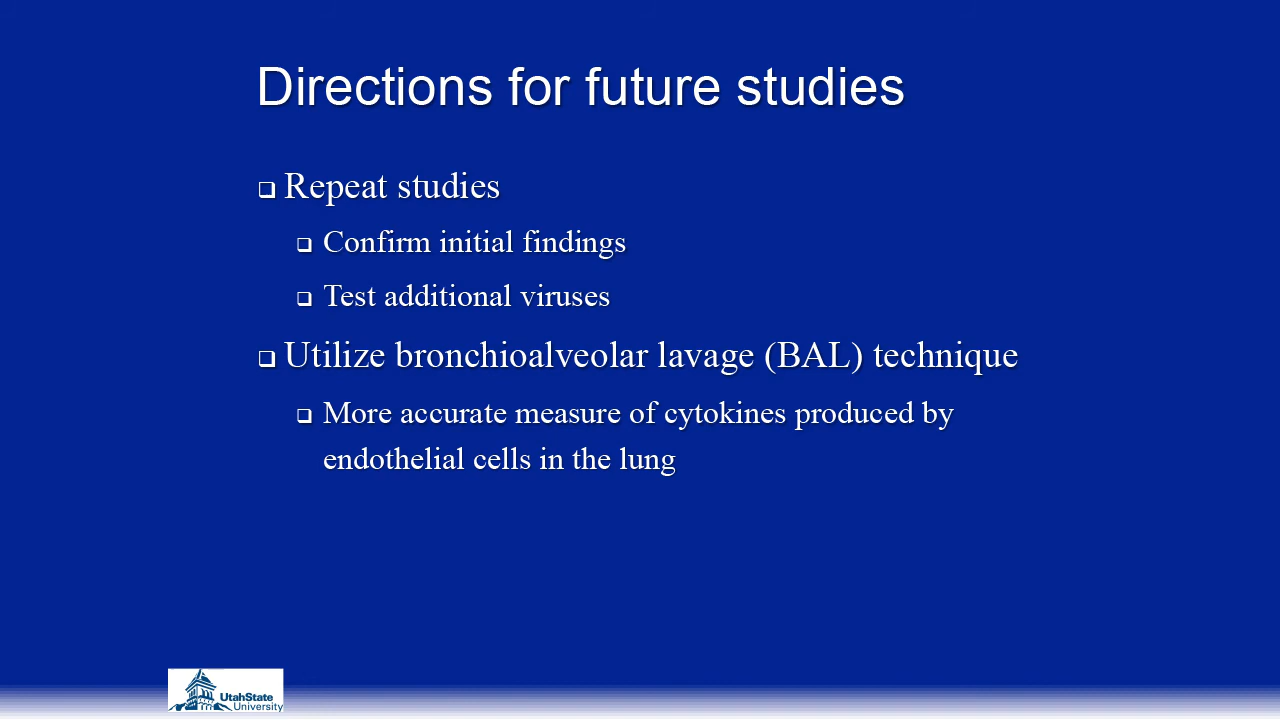 Directions for future studies
❑ Repeat studies
❑ Confirm initial findings
❑ Test additional viruses
❑ Utilize bronchioalveolar lavage (BAL) technique
❑ More accurate measure of cytokines produced by
endothelial cells in the lung
UtahState
University